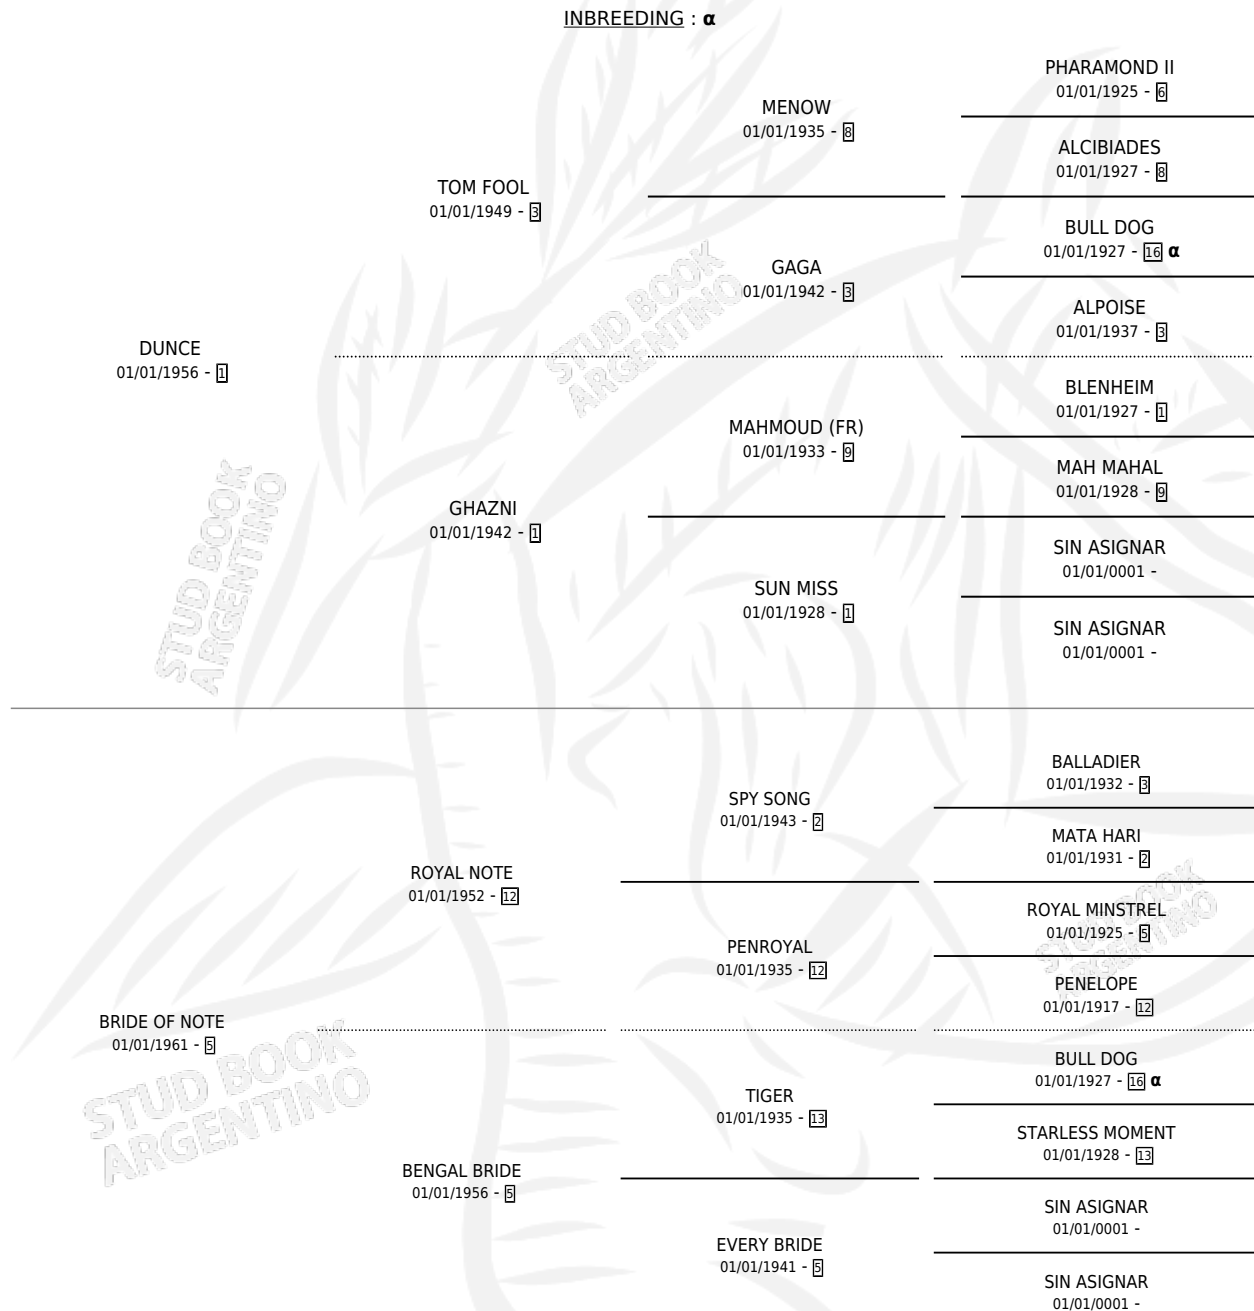 INBREEDING : α
PHARAMOND II
01/01/1925 - 6
MENOW
01/01/1935 - 8
ALCIBIADES
01/01/1927 - 8
TOM FOOL
01/01/1949 - 3
BULL DOG
01/01/1927 - 16 α
GAGA
01/01/1942 - 3
ALPOISE
01/01/1937 - 3
DUNCE
01/01/1956 - 1
BLENHEIM
01/01/1927 - 1
MAHMOUD (FR)
01/01/1933 - 9
MAH MAHAL
01/01/1928 - 9
GHAZNI
01/01/1942 - 1
SIN ASIGNAR
01/01/0001 -
SUN MISS
01/01/1928 - 1
SIN ASIGNAR
01/01/0001 -
BALLADIER
01/01/1932 - 3
SPY SONG
01/01/1943 - 2
MATA HARI
01/01/1931 - 2
ROYAL NOTE
01/01/1952 - 12
ROYAL MINSTREL
01/01/1925 - 5
PENROYAL
01/01/1935 - 12
PENELOPE
01/01/1917 - 12
BRIDE OF NOTE
01/01/1961 - 5
BULL DOG
01/01/1927 - 16 α
TIGER
01/01/1935 - 13
STARLESS MOMENT
01/01/1928 - 13
BENGAL BRIDE
01/01/1956 - 5
SIN ASIGNAR
01/01/0001 -
EVERY BRIDE
01/01/1941 - 5
SIN ASIGNAR
01/01/0001 -
STUD BOOK
ARGENTINO
STUD BOOK
ARGENTINO
STUD BOOK
ARGENTINO
STUD BOOK
ARGENTINO